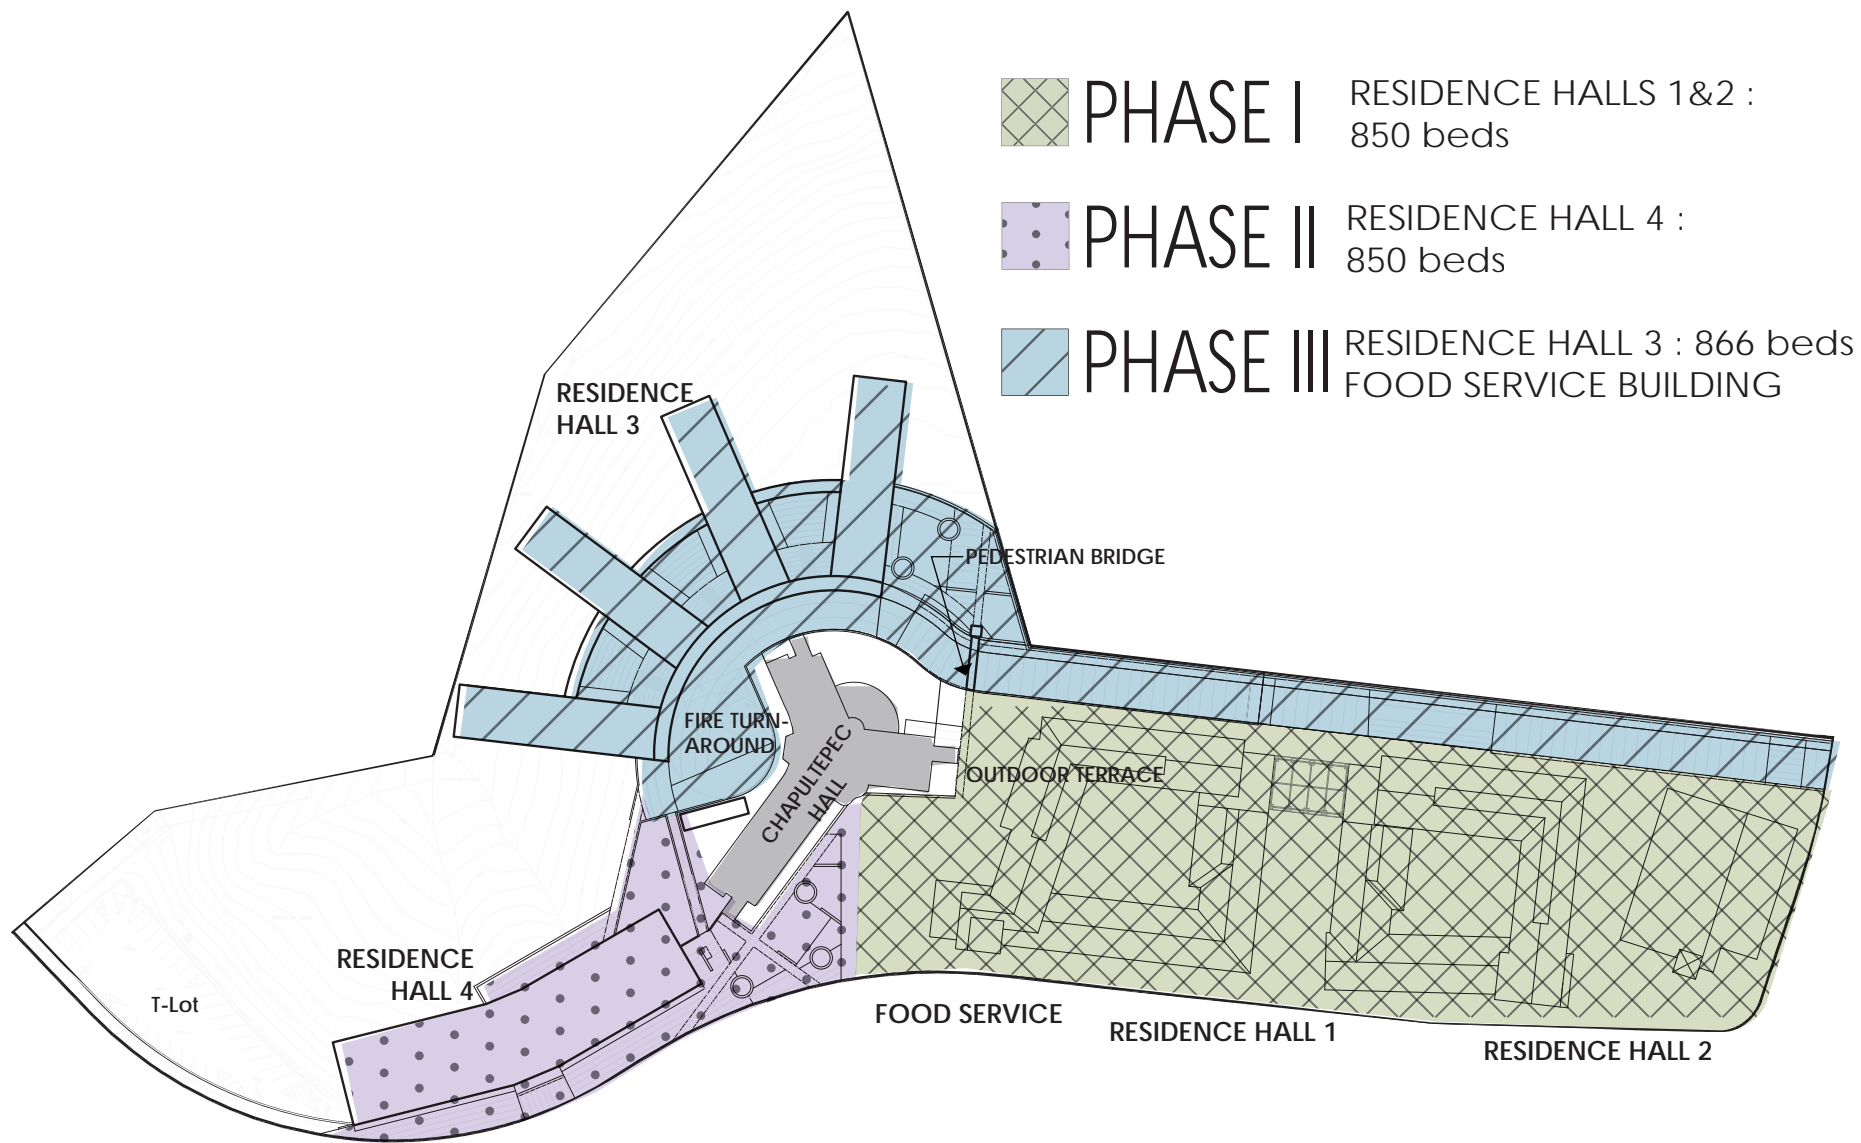 PHASE I
RESIDENCE HALLS 1&2 :
850 beds
PHASE II
RESIDENCE HALL 4 :
850 beds
PHASE III
RESIDENCE HALL 3 : 866 beds
FOOD SERVICE BUILDING
RESIDENCE
HALL 3
PEDESTRIAN BRIDGE
FIRE TURN-
AROUND
CHAPULTEPEC
HALL
OUTDOOR TERRACE
RESIDENCE
HALL 4
T-Lot
FOOD SERVICE
RESIDENCE HALL 1
RESIDENCE HALL 2